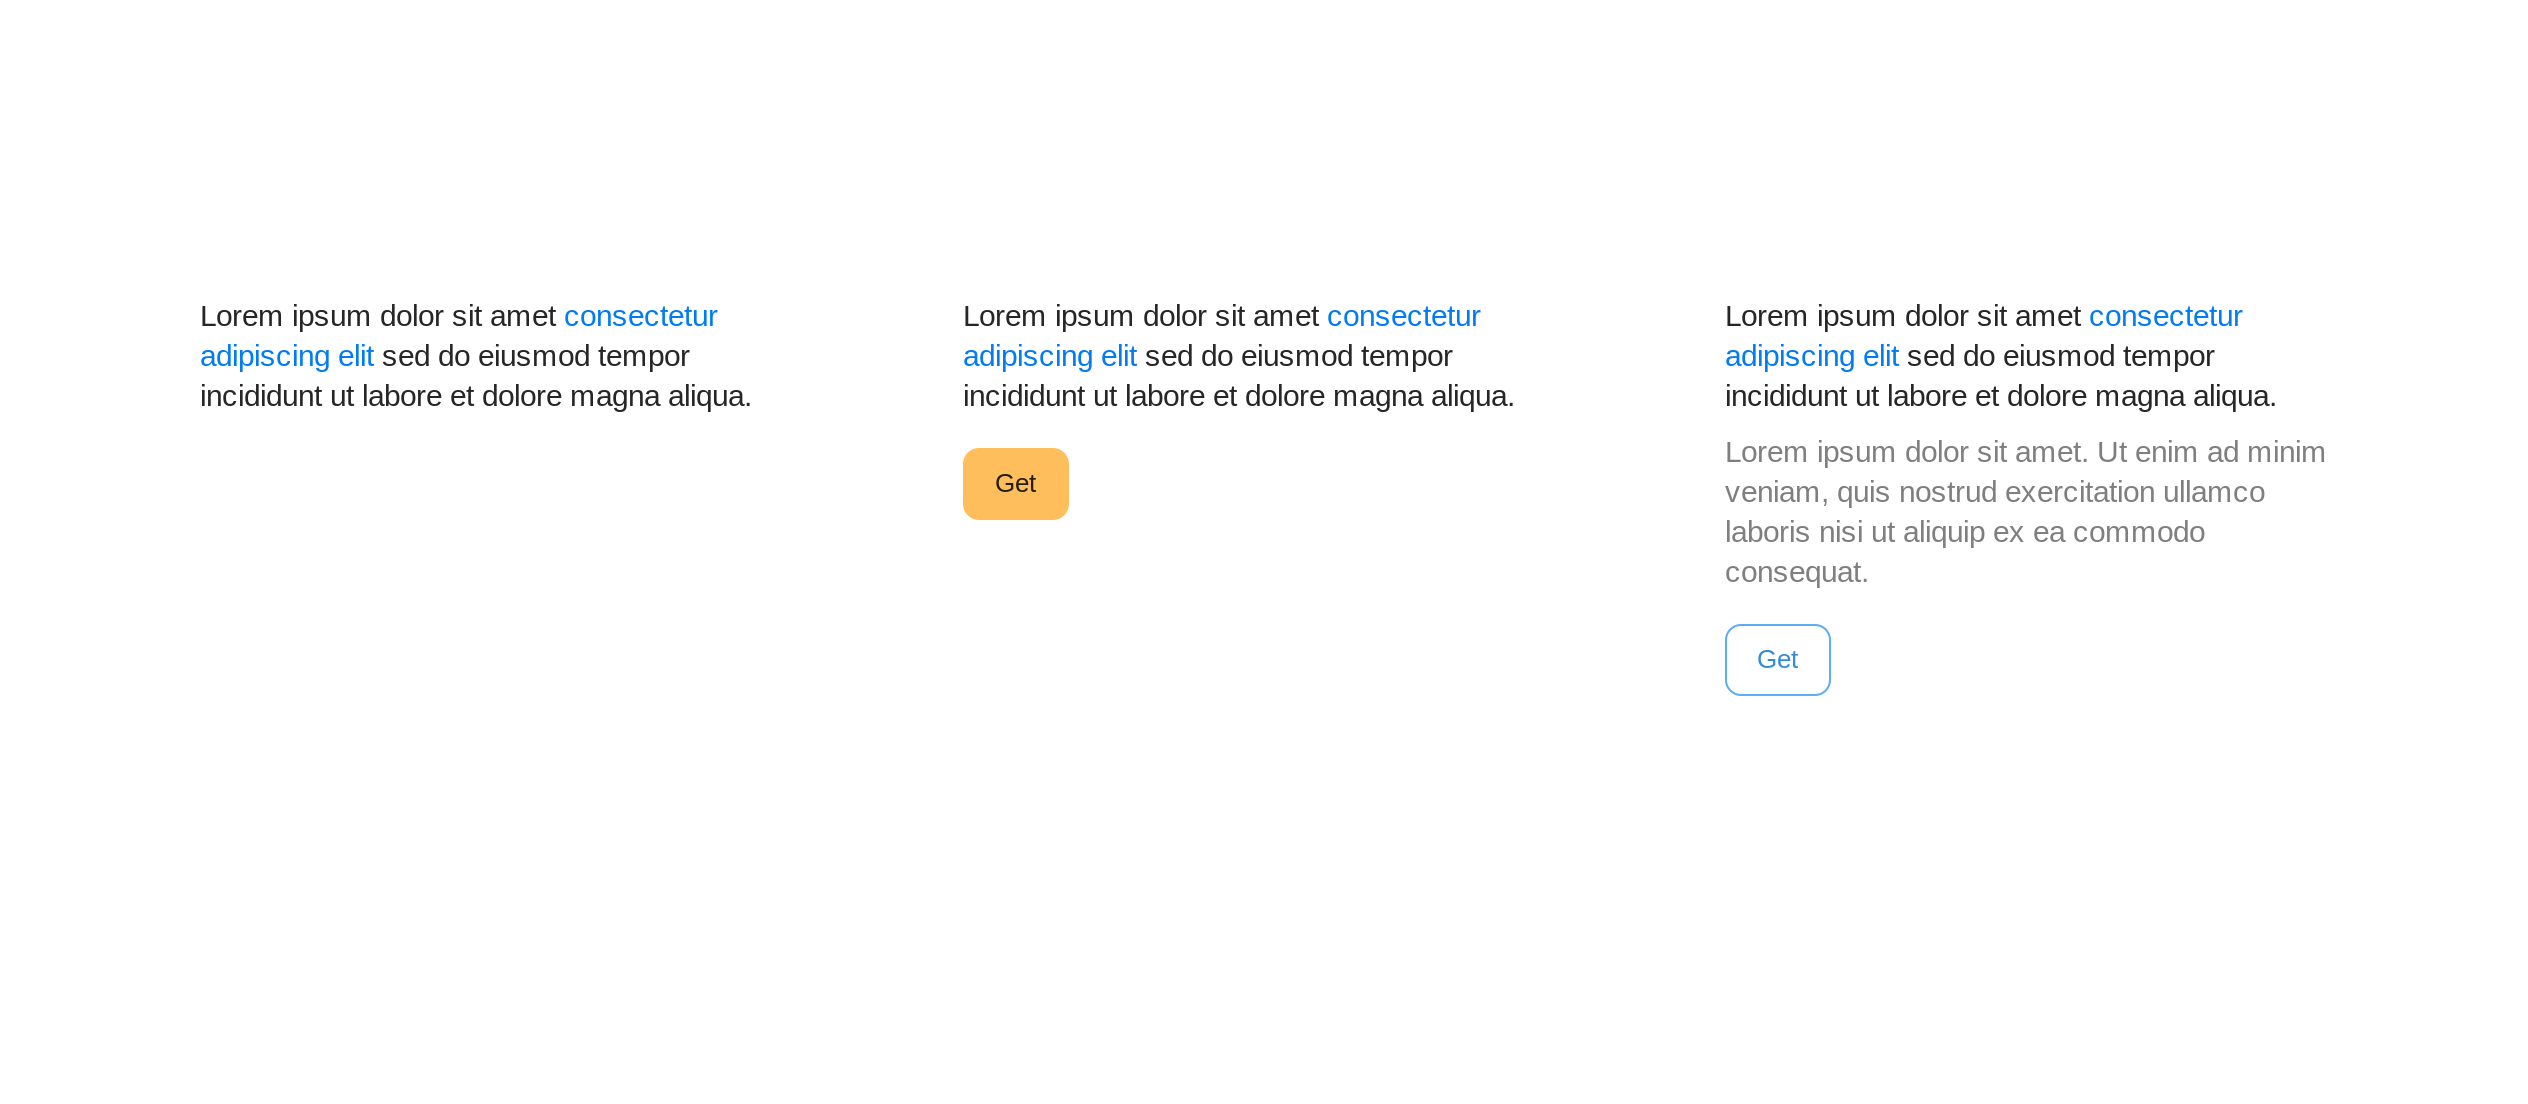 Lorem ipsum dolor sit amet consectetur
adipiscing elit sed do eiusmod tempor
incididunt ut labore et dolore magna aliqua.
Lorem ipsum dolor sit amet consectetur
adipiscing elit sed do eiusmod tempor
incididunt ut labore et dolore magna aliqua.
Get
Lorem ipsum dolor sit amet consectetur
adipiscing elit sed do eiusmod tempor
incididunt ut labore et dolore magna aliqua.
Lorem ipsum dolor sit amet. Ut enim ad minim
veniam, quis nostrud exercitation ullamco
laboris nisi ut aliquip ex ea commodo
consequat.
Get